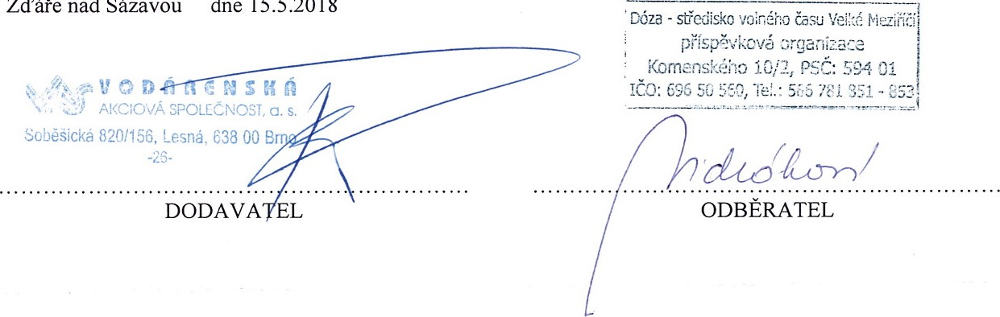 Žďáře nad Sázavou dne 15.5.2018
VODÁRENSKÁ
AKCIOVÁ SPOLEČNOST, a. s.
Soběšická 820/156, Lesná, 638 00 Brno
-26-
DODAVATEL
Dóza - středisko volného času Velké Meziříčí
příspěvková organizace
Komenského 10/2, PSČ: 594 01
IČO: 696 50 560, Tel.: 566 781 851 - 853
ODBĚRATEL